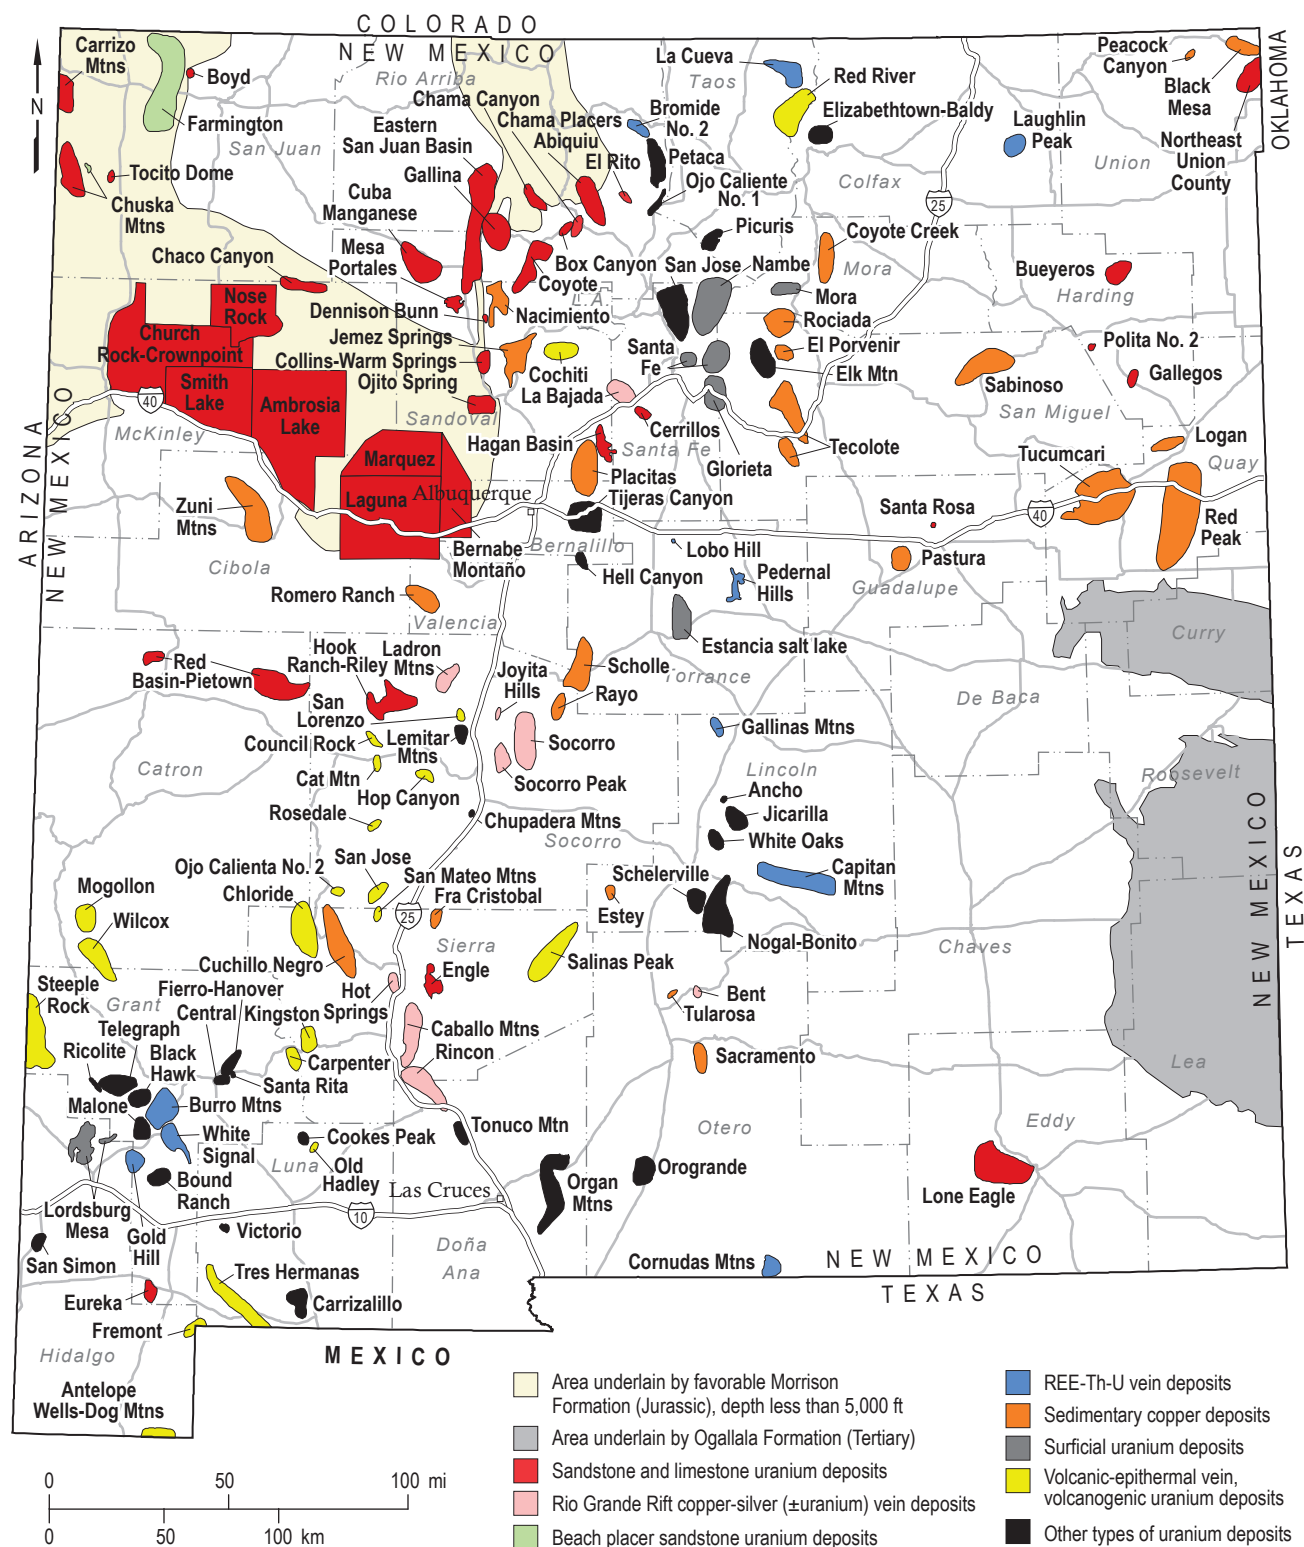 COLORADO
NEW MEXICO
Carrizo
Mtns
Boyd
Farmington
Rio Arriba
San Juan
Tocito Dome
Chuska
Mtns
N
Chama Canyon
Chama Placers
Abiquiu
El Rito
Eastern
San Juan Basin
Gallina
Cuba
Manganese
Mesa
Portales
Chaco Canyon
La Cueva
Taos
Red River
Bromide
No. 2
Elizabethtown-Baldy
Petaca
Ojo Caliente
No. 1
Picuris
Colfax
25
Laughlin
Peak
Union
Peacock
Canyon
Black
Mesa
Northeast
Union
County
OKLAHOMA
Coyote Creek
Mora
Box Canyon
Coyote
San Jose
Nambe
Mora
L.A.
Rociada
El Porvenir
Elk Mtn
Bueyeros
Harding
Polita No. 2
Gallegos
Nose
Rock
Church
Rock-Crownpoint
Smith
Lake
Ambrosia
Lake
Dennison Bunn
Nacimiento
Jemez Springs
Collins-Warm Springs
Ojito Spring
Cochiti
La Bajada
Santa
Fe
Sandoval
Hagan Basin
Cerrillos
Santa Fe
Glorieta
Tecolote
Sabinoso
San Miguel
Logan
Quay
Tucumcari
Red
Peak
40
McKinley
ARIZONA
NEW MEXICO
Marquez
Laguna
Albuquerque
Bernabe
Montaño
Placitas
Tijeras Canyon
Bernalillo
Zuni
Mtns
Cibola
Santa Rosa
40
Pastura
Guadalupe
Lobo Hill
Hell Canyon
Pedernal
Hills
Romero Ranch
Valencia
Estancia salt lake
Torrance
Curry
De Baca
Roosevelt
Red
Basin-Pietown
Hook
Ranch-Riley
Ladron
Mtns
Joyita
Hills
Scholle
Rayo
San
Lorenzo
Council Rock
Lemitar
Mtns
Socorro
Socorro Peak
Cat Mtn
Hop Canyon
Catron
Rosedale
Chupadera Mtns
Socorro
Gallinas Mtns
Lincoln
Ancho
Jicarilla
White Oaks
Capitan
Mtns
Schelerville
Nogal-Bonito
Estey
Ojo Calienta No. 2
San Jose
San Mateo Mtns
Fra Cristobal
Chloride
25
Mogollon
Wilcox
Sierra
Salinas Peak
Chaves
NEW MEXICO
TEXAS
Cuchillo Negro
Engle
Hot
Springs
Fierro-Hanover
Central
Kingston
Steeple
Rock
Grant
Telegraph
Ricolite
Black
Hawk
Santa Rita
Carpenter
Caballo Mtns
Rincon
Bent
Tularosa
Sacramento
Lea
Malone
Burro Mtns
White
Signal
Cookes Peak
Luna
Old
Hadley
Tonuco Mtn
Otero
Eddy
Bound
Ranch
Las Cruces
Organ
Mtns
Orogrande
Lone Eagle
Lordsburg
Mesa
Gold
Hill
10
Victorio
San Simon
Doña
Ana
Cornudas Mtns
NEW MEXICO
TEXAS
Tres Hermanas
Eureka
Carrizalillo
Fremont
MEXICO
Hidalgo
Antelope
Wells-Dog Mtns
Area underlain by favorable Morrison
Formation (Jurassic), depth less than 5,000 ft
Area underlain by Ogallala Formation (Tertiary)
Sandstone and limestone uranium deposits
Rio Grande Rift copper-silver (±uranium) vein deposits
Beach placer sandstone uranium deposits
REE-Th-U vein deposits
Sedimentary copper deposits
Surficial uranium deposits
Volcanic-epithermal vein,
volcanogenic uranium deposits
Other types of uranium deposits
0 50 100 mi
0 50 100 km